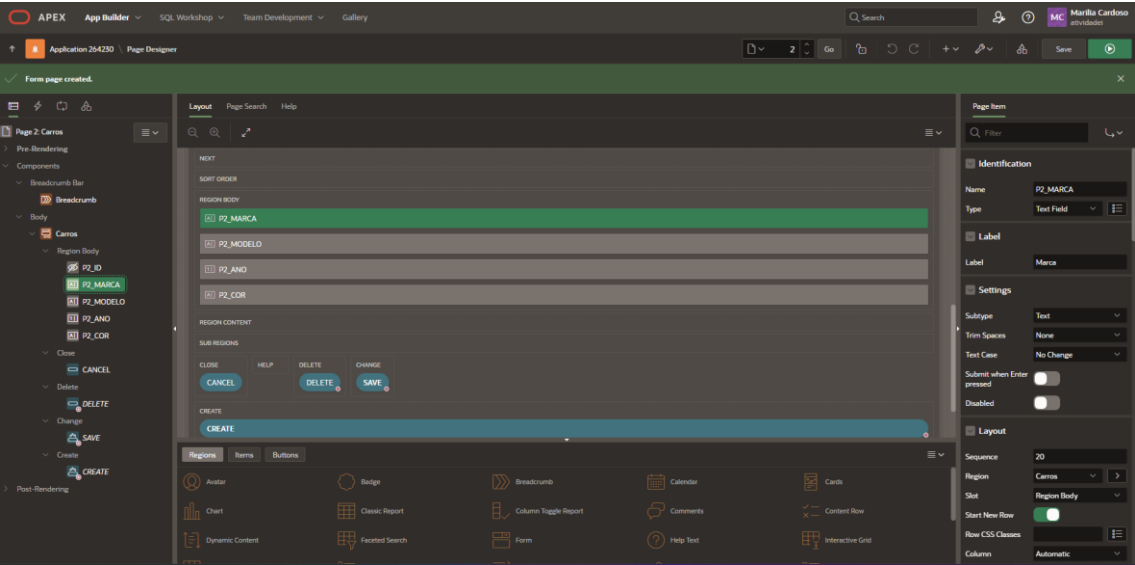 APEX App Builder SQL Workshop Team Development Gallery Search MC Marilia Cardoso
atividadei
Application 264230 \ Page Designer 2 Go Save
Form page created.
Layout Page Search Help Page Item
Page 2: Carros Filter
Pre-Rendering
Components
Breadcrumb Bar
Breadcrumb
Body
Carros
Region Body
P2_ID
P2_MARCA
P2_MODELO
P2_ANO
P2_COR
Close
CANCEL
Delete
DELETE
Change
SAVE
Create
CREATE
Post-Rendering
NEXT
SORT ORDER
REGION BODY
P2_MARCA
P2_MODELO
P2_ANO
P2_COR
REGION CONTENT
SUB REGIONS
CLOSE HELP DELETE CHANGE
CANCEL DELETE SAVE
CREATE
CREATE
Regions Items Buttons
Avatar Badge Breadcrumb Calendar Cards
Chart Classic Report Column Toggle Report Comments Content Row
Dynamic Content Faceted Search Form Help Text Interactive Grid
Identification
Name P2_MARCA
Type Text Field
Label
Label Marca
Settings
Subtype Text
Trim Spaces None
Text Case No Change
Submit when Enter
pressed
Disabled
Layout
Sequence 20
Region Carros
Slot Region Body
Start New Row
Row CSS Classes
Column Automatic